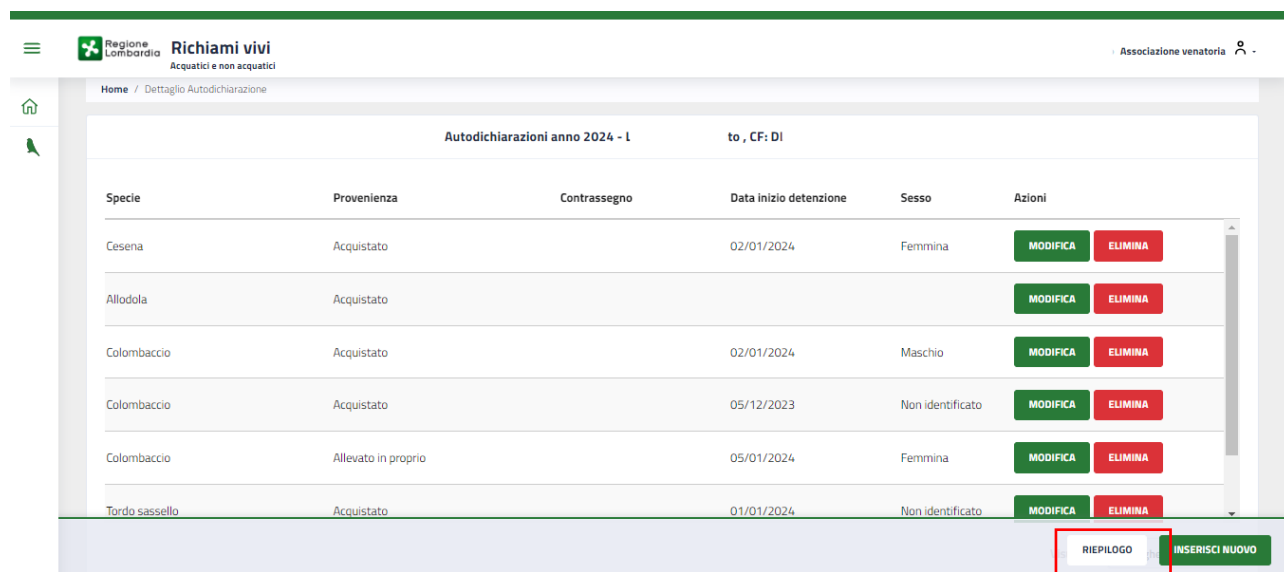 Regione Lombardia
Richiami vivi
Acquatici e non acquatici
Associazione venatoria
Home / Dettaglio Autodichiarazione
Autodichiarazioni anno 2024 - L to , CF: DI
Specie Provenienza Contrassegno Data inizio detenzione Sesso Azioni
Cesena Acquistato 02/01/2024 Femmina MODIFICA ELIMINA
Allodola Acquistato MODIFICA ELIMINA
Colombaccio Acquistato 02/01/2024 Maschio MODIFICA ELIMINA
Colombaccio Acquistato 05/12/2023 Non identificato MODIFICA ELIMINA
Colombaccio Allevato in proprio 05/01/2024 Femmina MODIFICA ELIMINA
Tordo sassello Acquistato 01/01/2024 Non identificato MODIFICA ELIMINA
RIEPILOGO INSERISCI NUOVO